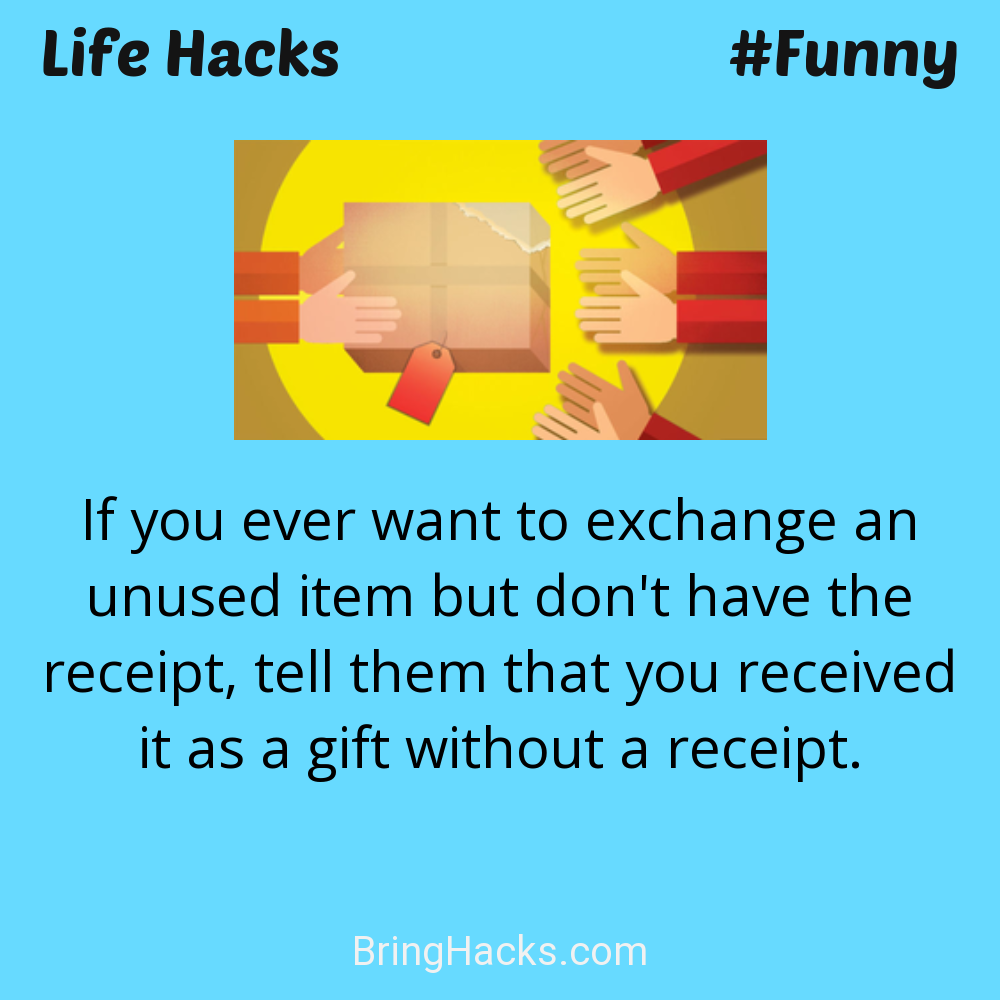 Life Hacks
#Funny
If you ever want to exchange an
unused item but don't have the
receipt, tell them that you received
it as a gift without a receipt.
BringHacks.com